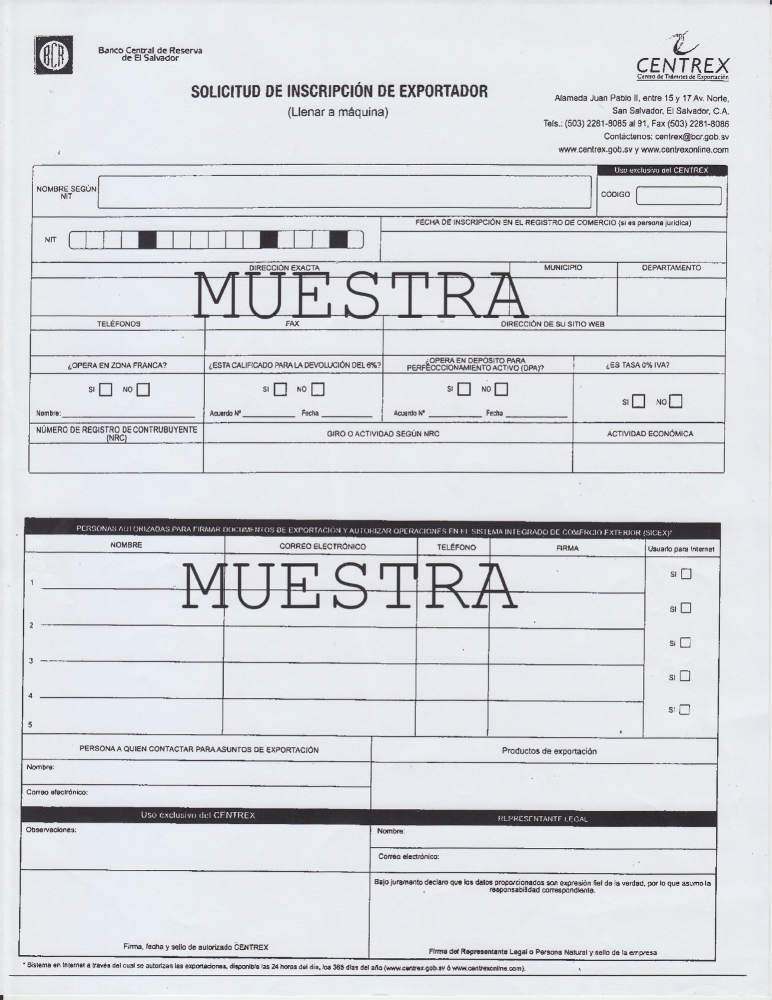 BCR
Banco Central de Reserva
de El Salvador
CENTREX
Centro de Trámites de Exportación
SOLICITUD DE INSCRIPCIÓN DE EXPORTADOR
(Llenar a máquina)
Alameda Juan Pablo II, entre 15 y 17 Av. Norte,
San Salvador, El Salvador, C.A.
Tels.: (503) 2281-8085 al 91, Fax (503) 2281-8086
Contáctenos: centrex@bcr.gob.sv
www.centrex.gob.sv y www.centrexonline.com
Uso exclusivo del CENTREX
NOMBRE SEGÚN
NIT
CÓDIGO
FECHA DE INSCRIPCIÓN EN EL REGISTRO DE COMERCIO (si es persona jurídica)
NIT
DIRECCIÓN EXACTA
MUNICIPIO
DEPARTAMENTO
MUESTRA
TELÉFONOS
FAX
DIRECCIÓN DE SU SITIO WEB
¿OPERA EN ZONA FRANCA?
¿ESTA CALIFICADO PARA LA DEVOLUCIÓN DEL 6%?
¿OPERA EN DEPÓSITO PARA
PERFECCCIONAMIENTO ACTIVO (DPA)?
¿ES TASA 0% IVA?
SI NO
SI NO
SI NO
SI NO
Nombre:
Acuerdo Nº Fecha
Acuerdo Nº Fecha
NÚMERO DE REGISTRO DE CONTRUBUYENTE
(NRC)
GIRO O ACTIVIDAD SEGÚN NRC
ACTIVIDAD ECONÓMICA
PERSONAS AUTORIZADAS PARA FIRMAR DOCUMENTOS DE EXPORTACIÓN Y AUTORIZAR OPERACIONES EN EL SISTEMA INTEGRADO DE COMERCIO EXTERIOR (SICEX)*
NOMBRE
CORREO ELECTRÓNICO
TELÉFONO
FIRMA
Usuario para Internet
MUESTRA
1
SI
2
SI
3
SI
4
SI
5
SI
PERSONA A QUIEN CONTACTAR PARA ASUNTOS DE EXPORTACIÓN
Productos de exportación
Nombre:
Correo electrónico:
Uso exclusivo del CENTREX
REPRESENTANTE LEGAL
Observaciones:
Nombre:
Correo electrónico:
Bajo juramento declaro que los datos proporcionados son expresión fiel de la verdad, por lo que asumo la
responsabilidad correspondiente.
Firma, fecha y sello de autorizado CENTREX
Firma del Representante Legal o Persona Natural y sello de la empresa
* Sistema en Internet a través del cual se autorizan las exportaciones, disponible las 24 horas del día, los 365 días del año (www.centrex.gob.sv ó www.centrexonline.com).